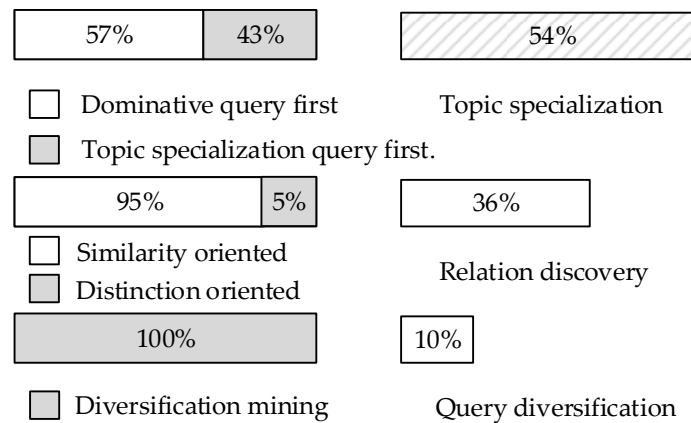 57% 43% 54%
Dominative query first Topic specialization
Topic specialization query first.
95% 5% 36%
Similarity oriented
Relation discovery
Distinction oriented
100% 10%
Diversification mining Query diversification